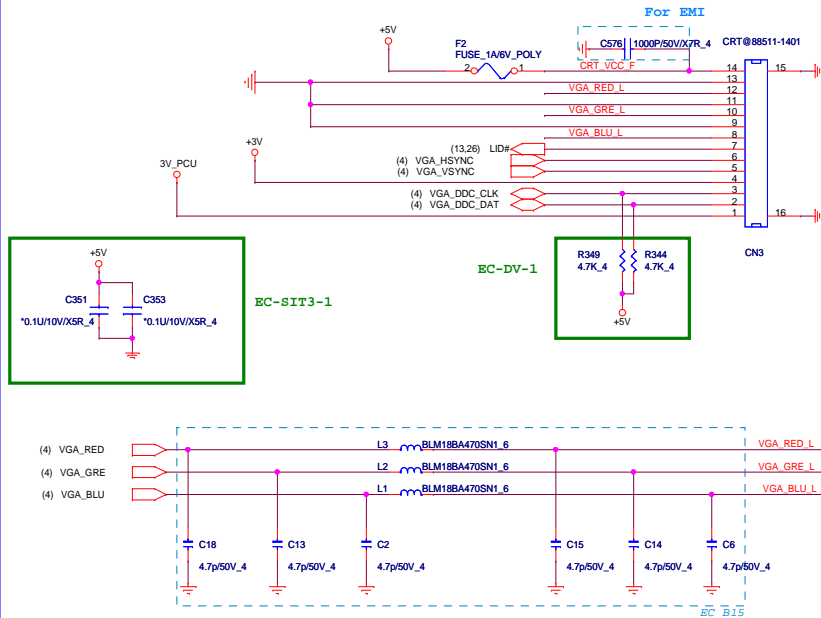 For EMI
+5V
F2
FUSE_1A/6V_POLY
C576 1000P/50V/X7R_4
CRT@88511-1401
2 1
CRT_VCC_F
14
15
13
VGA_RED_L
12
11
VGA_GRE_L
10
9
VGA_BLU_L
8
+3V
(13,26) LID#
7
(4) VGA_HSYNC
6
3V_PCU
(4) VGA_VSYNC
5
4
(4) VGA_DDC_CLK
3
(4) VGA_DDC_DAT
2
1
16
CN3
+5V
C351
C353
*0.1U/10V/X5R_4
*0.1U/10V/X5R_4
EC-SIT3-1
EC-DV-1
R349
4.7K_4
R344
4.7K_4
+5V
(4) VGA_RED
L3
BLM18BA470SN1_6
VGA_RED_L
(4) VGA_GRE
L2
BLM18BA470SN1_6
VGA_GRE_L
(4) VGA_BLU
L1
BLM18BA470SN1_6
VGA_BLU_L
C18
4.7p/50V_4
C13
4.7p/50V_4
C2
4.7p/50V_4
C15
4.7p/50V_4
C14
4.7p/50V_4
C6
4.7p/50V_4
EC B15